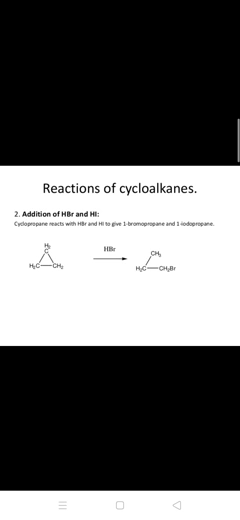 Reactions of cycloalkanes.
2. Addition of HBr and HI:
Cyclopropane reacts with HBr and HI to give 1-bromopropane and 1-iodopropane.
H₂
C
H₂C CH₂
HBr
CH₃
H₂C CH₂Br